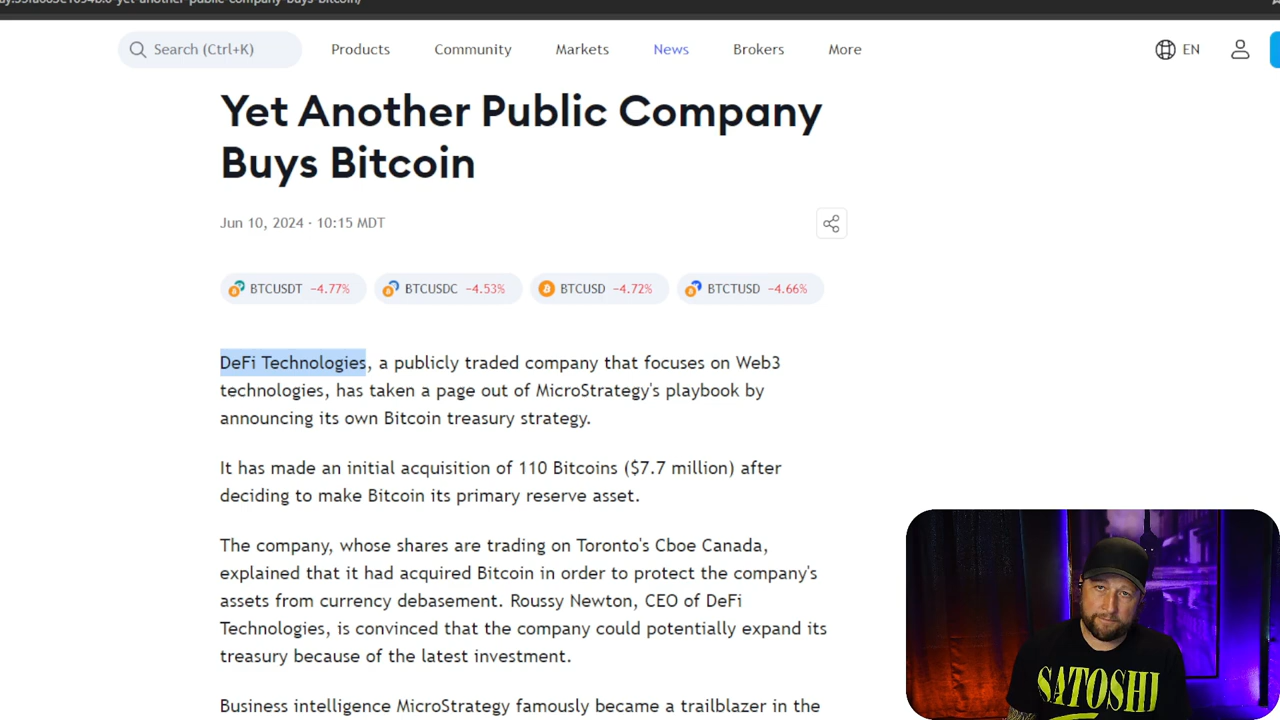 Search (Ctrl+K) Products Community Markets News Brokers More EN
Yet Another Public Company
Buys Bitcoin
Jun 10, 2024 · 10:15 MDT
BTCUSDT −4.77% BTCUSDC −4.53% BTCUSD −4.72% BTCTUSD −4.66%
DeFi Technologies, a publicly traded company that focuses on Web3
technologies, has taken a page out of MicroStrategy's playbook by
announcing its own Bitcoin treasury strategy.
It has made an initial acquisition of 110 Bitcoins ($7.7 million) after
deciding to make Bitcoin its primary reserve asset.
The company, whose shares are trading on Toronto's Cboe Canada,
explained that it had acquired Bitcoin in order to protect the company's
assets from currency debasement. Roussy Newton, CEO of DeFi
Technologies, is convinced that the company could potentially expand its
treasury because of the latest investment.
Business intelligence MicroStrategy famously became a trailblazer in the
SATOSHI